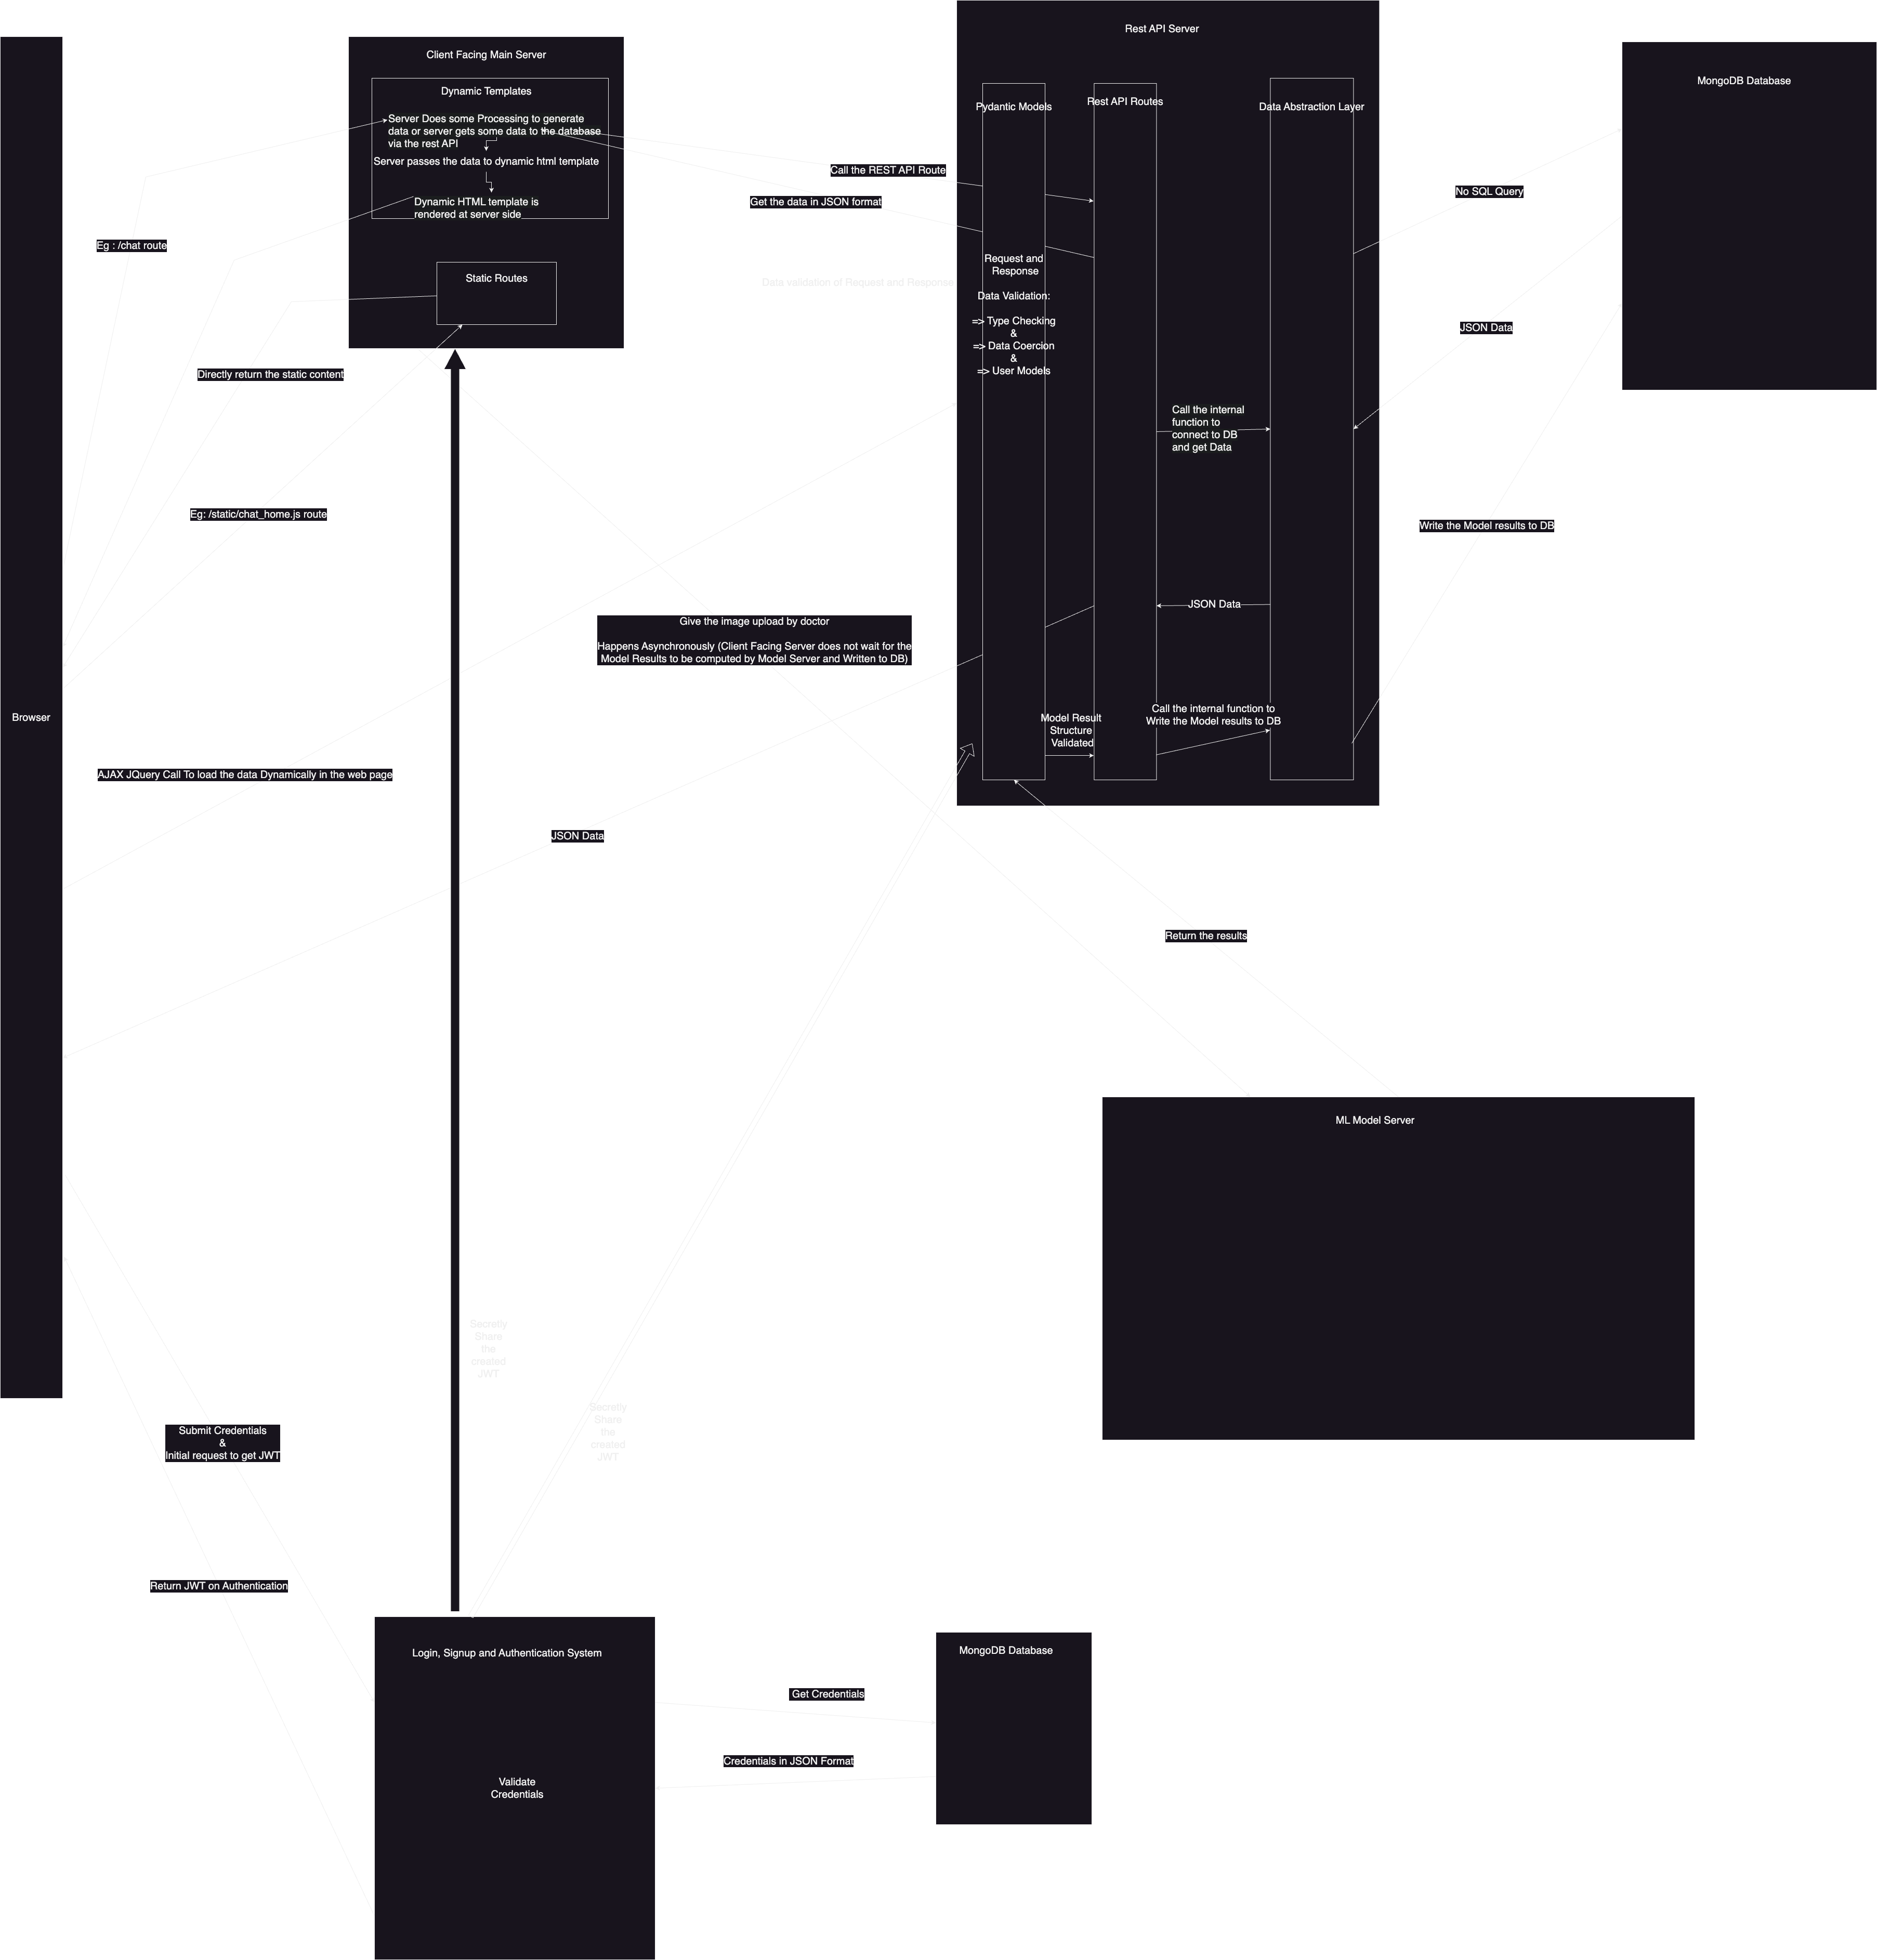 Rest API Server
Client Facing Main Server
MongoDB Database
Dynamic Templates
Pydantic Models
Rest API Routes
Data Abstraction Layer
Server Does some Processing to generate
data or server gets some data to the database
via the rest API
Server passes the data to dynamic html template
Dynamic HTML template is
rendered at server side
Call the REST API Route
Get the data in JSON format
No SQL Query
Eg : /chat route
Static Routes
Data validation of Request and Response
Request and
Response
Data Validation:
=> Type Checking
&
=> Data Coercion
&
=> User Models
JSON Data
Directly return the static content
Call the internal
function to
connect to DB
and get Data
Eg: /static/chat_home.js route
Write the Model results to DB
JSON Data
Give the image upload by doctor
Happens Asynchronously (Client Facing Server does not wait for the
Model Results to be computed by Model Server and Written to DB)
Browser
Model Result
Structure
Validated
Call the internal function to
Write the Model results to DB
AJAX JQuery Call To load the data Dynamically in the web page
JSON Data
Return the results
ML Model Server
Secretly
Share
the
created
JWT
Secretly
Share
the
created
JWT
Submit Credentials
&
Initial request to get JWT
Return JWT on Authentication
Login, Signup and Authentication System
MongoDB Database
Get Credentials
Credentials in JSON Format
Validate
Credentials